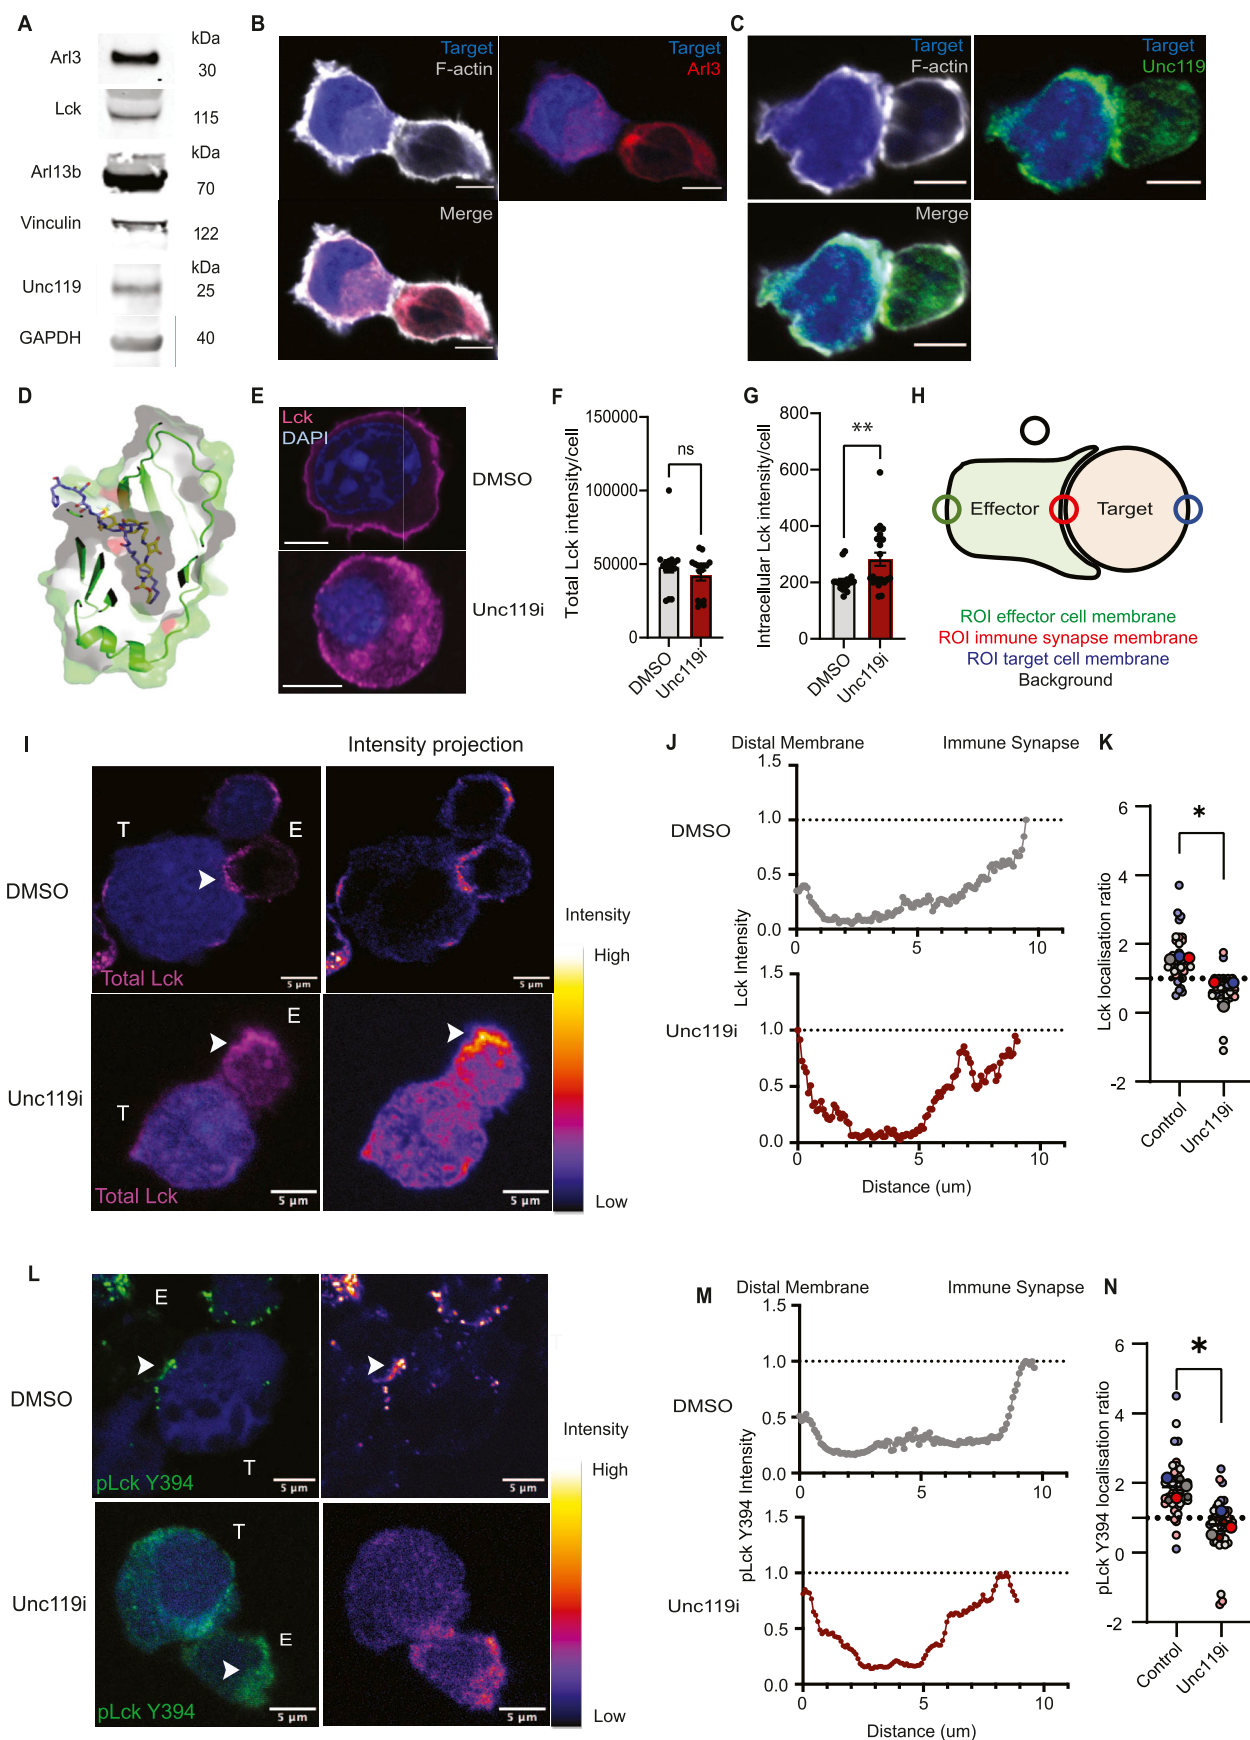 A
kDa
Arl3
30
Lck
115
kDa
Arl13b
70
Vinculin
122
kDa
Unc119
25
GAPDH
40
B
Target
F-actin
Target
Arl3
Merge
C
Target
F-actin
Target
Unc119
Merge
D
E
Lck
DAPI
DMSO
Unc119i
F
Total Lck intensity/cell
150000
100000
50000
0
ns
DMSO
Unc119i
G
Intracellular Lck intensity/cell
800
600
400
200
0
**
DMSO
Unc119i
H
Effector
Target
ROI effector cell membrane
ROI immune synapse membrane
ROI target cell membrane
Background
I
Intensity projection
T
E
DMSO
Total Lck
5 µm
5 µm
E
Unc119i
T
Total Lck
5 µm
5 µm
Intensity
High
Low
J
Distal Membrane
Immune Synapse
1.5
1.0
0.5
0.0
DMSO
0
5
10
Lck Intensity
1.5
1.0
0.5
0.0
Unc119i
0
5
10
Distance (um)
K
Lck localisation ratio
6
4
2
0
-2
*
Control
Unc119i
L
E
DMSO
T
pLck Y394
5 µm
5 µm
T
Unc119i
E
pLck Y394
5 µm
5 µm
Intensity
High
Low
M
Distal Membrane
Immune Synapse
1.5
1.0
0.5
0.0
DMSO
0
5
10
pLck Y394 Intensity
1.5
1.0
0.5
0.0
Unc119i
0
5
10
Distance (um)
N
pLck Y394 localisation ratio
6
4
2
0
-2
*
Control
Unc119i